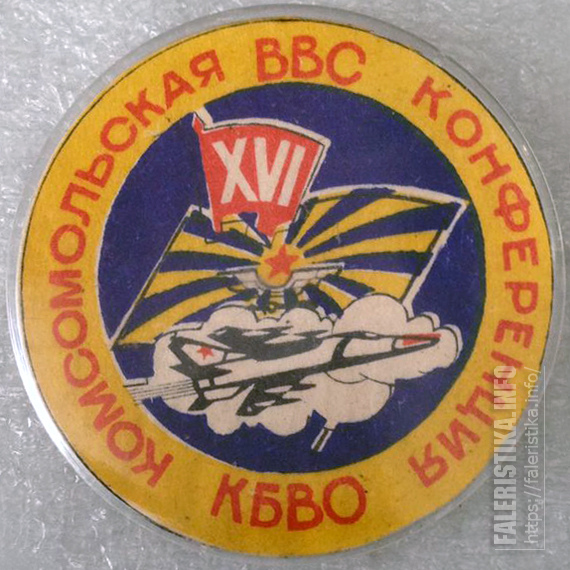 КОМСОМОЛЬСКАЯ ВВС КОНФЕРЕНЦИЯ
XVI
КБВО
FALERISTIKA.INFO
https://faleristika.info/